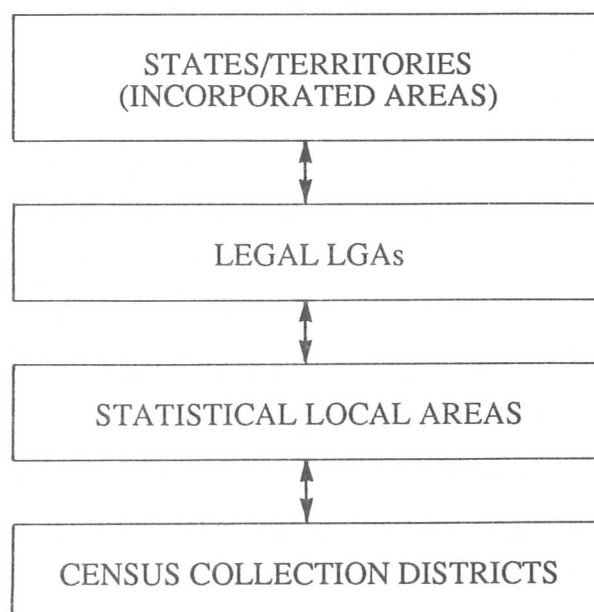 STATES/TERRITORIES
(INCORPORATED AREAS)
LEGAL LGAs
STATISTICAL LOCAL AREAS
CENSUS COLLECTION DISTRICTS